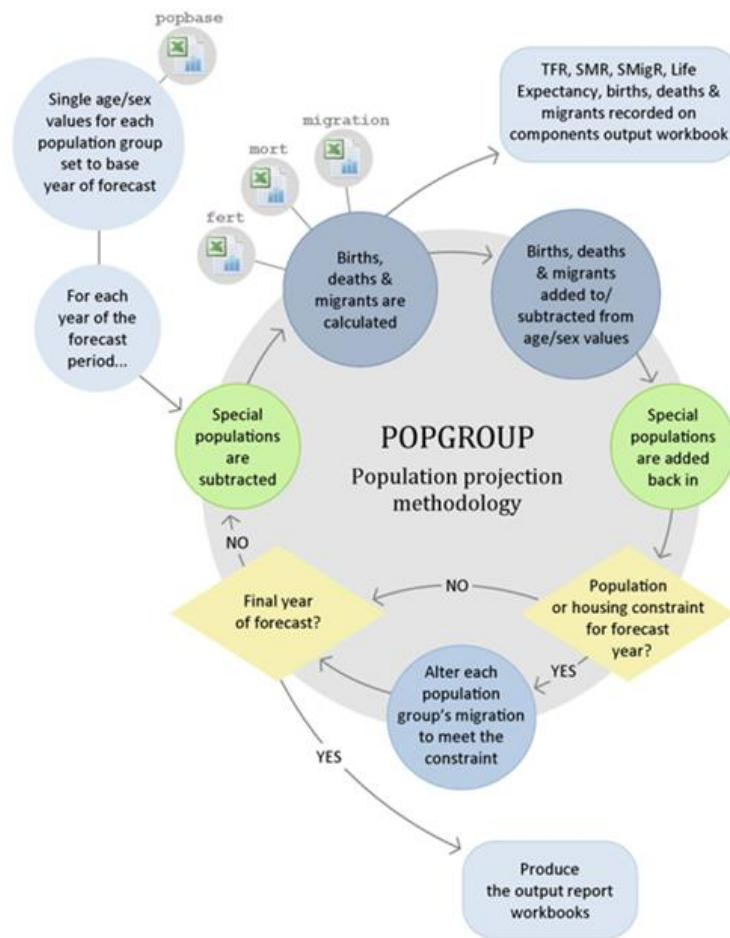 popbase
Single age/sex
values for each
population group
set to base
year of forecast
TFR, SMR, SMigR, Life
Expectancy, births, deaths &
migrants recorded on
components output workbook
migration
mort
fert
For each
year of the
forecast
period...
Births,
deaths &
migrants are
calculated
Births, deaths
& migrants
added to/
subtracted from
age/sex values
Special
populations
are
subtracted
POPGROUP
Population projection
methodology
Special
populations
are added
back in
NO
Final year
of forecast?
NO
Population
or housing constraint
for forecast
year?
YES
Alter each
population
group's migration
to meet the
constraint
YES
Produce
the output report
workbooks